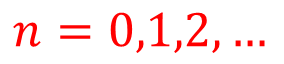 n = 0,1,2, …